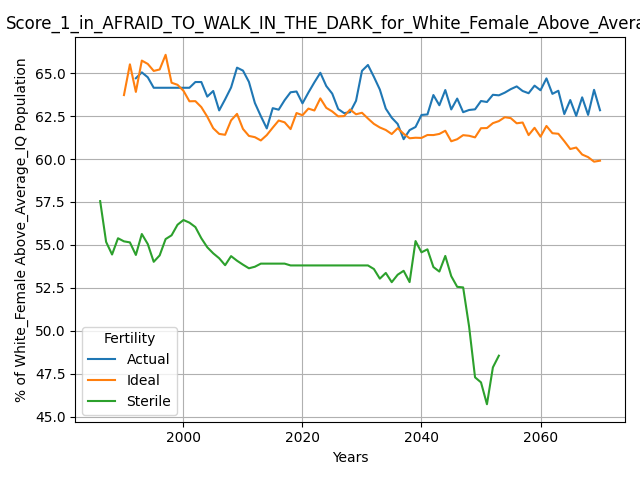 Score_1_in_AFRAID_TO_WALK_IN_THE_DARK_for_White_Female_Above_Avera
% of White_Female Above_Average_IQ Population
65.0
62.5
60.0
57.5
55.0
52.5
50.0
47.5
45.0
Fertility
Actual
Ideal
Sterile
2000
2020
2040
2060
Years